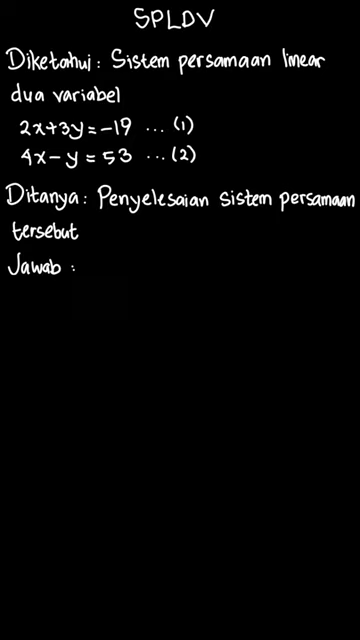 SPLDV
Diketahui : Sistem persamaan linear
dua variabel
2x+3y=-19 ... (1)
4x-y=53 ... (2)
Ditanya : Penyelesaian sistem persamaan
tersebut
Jawab :